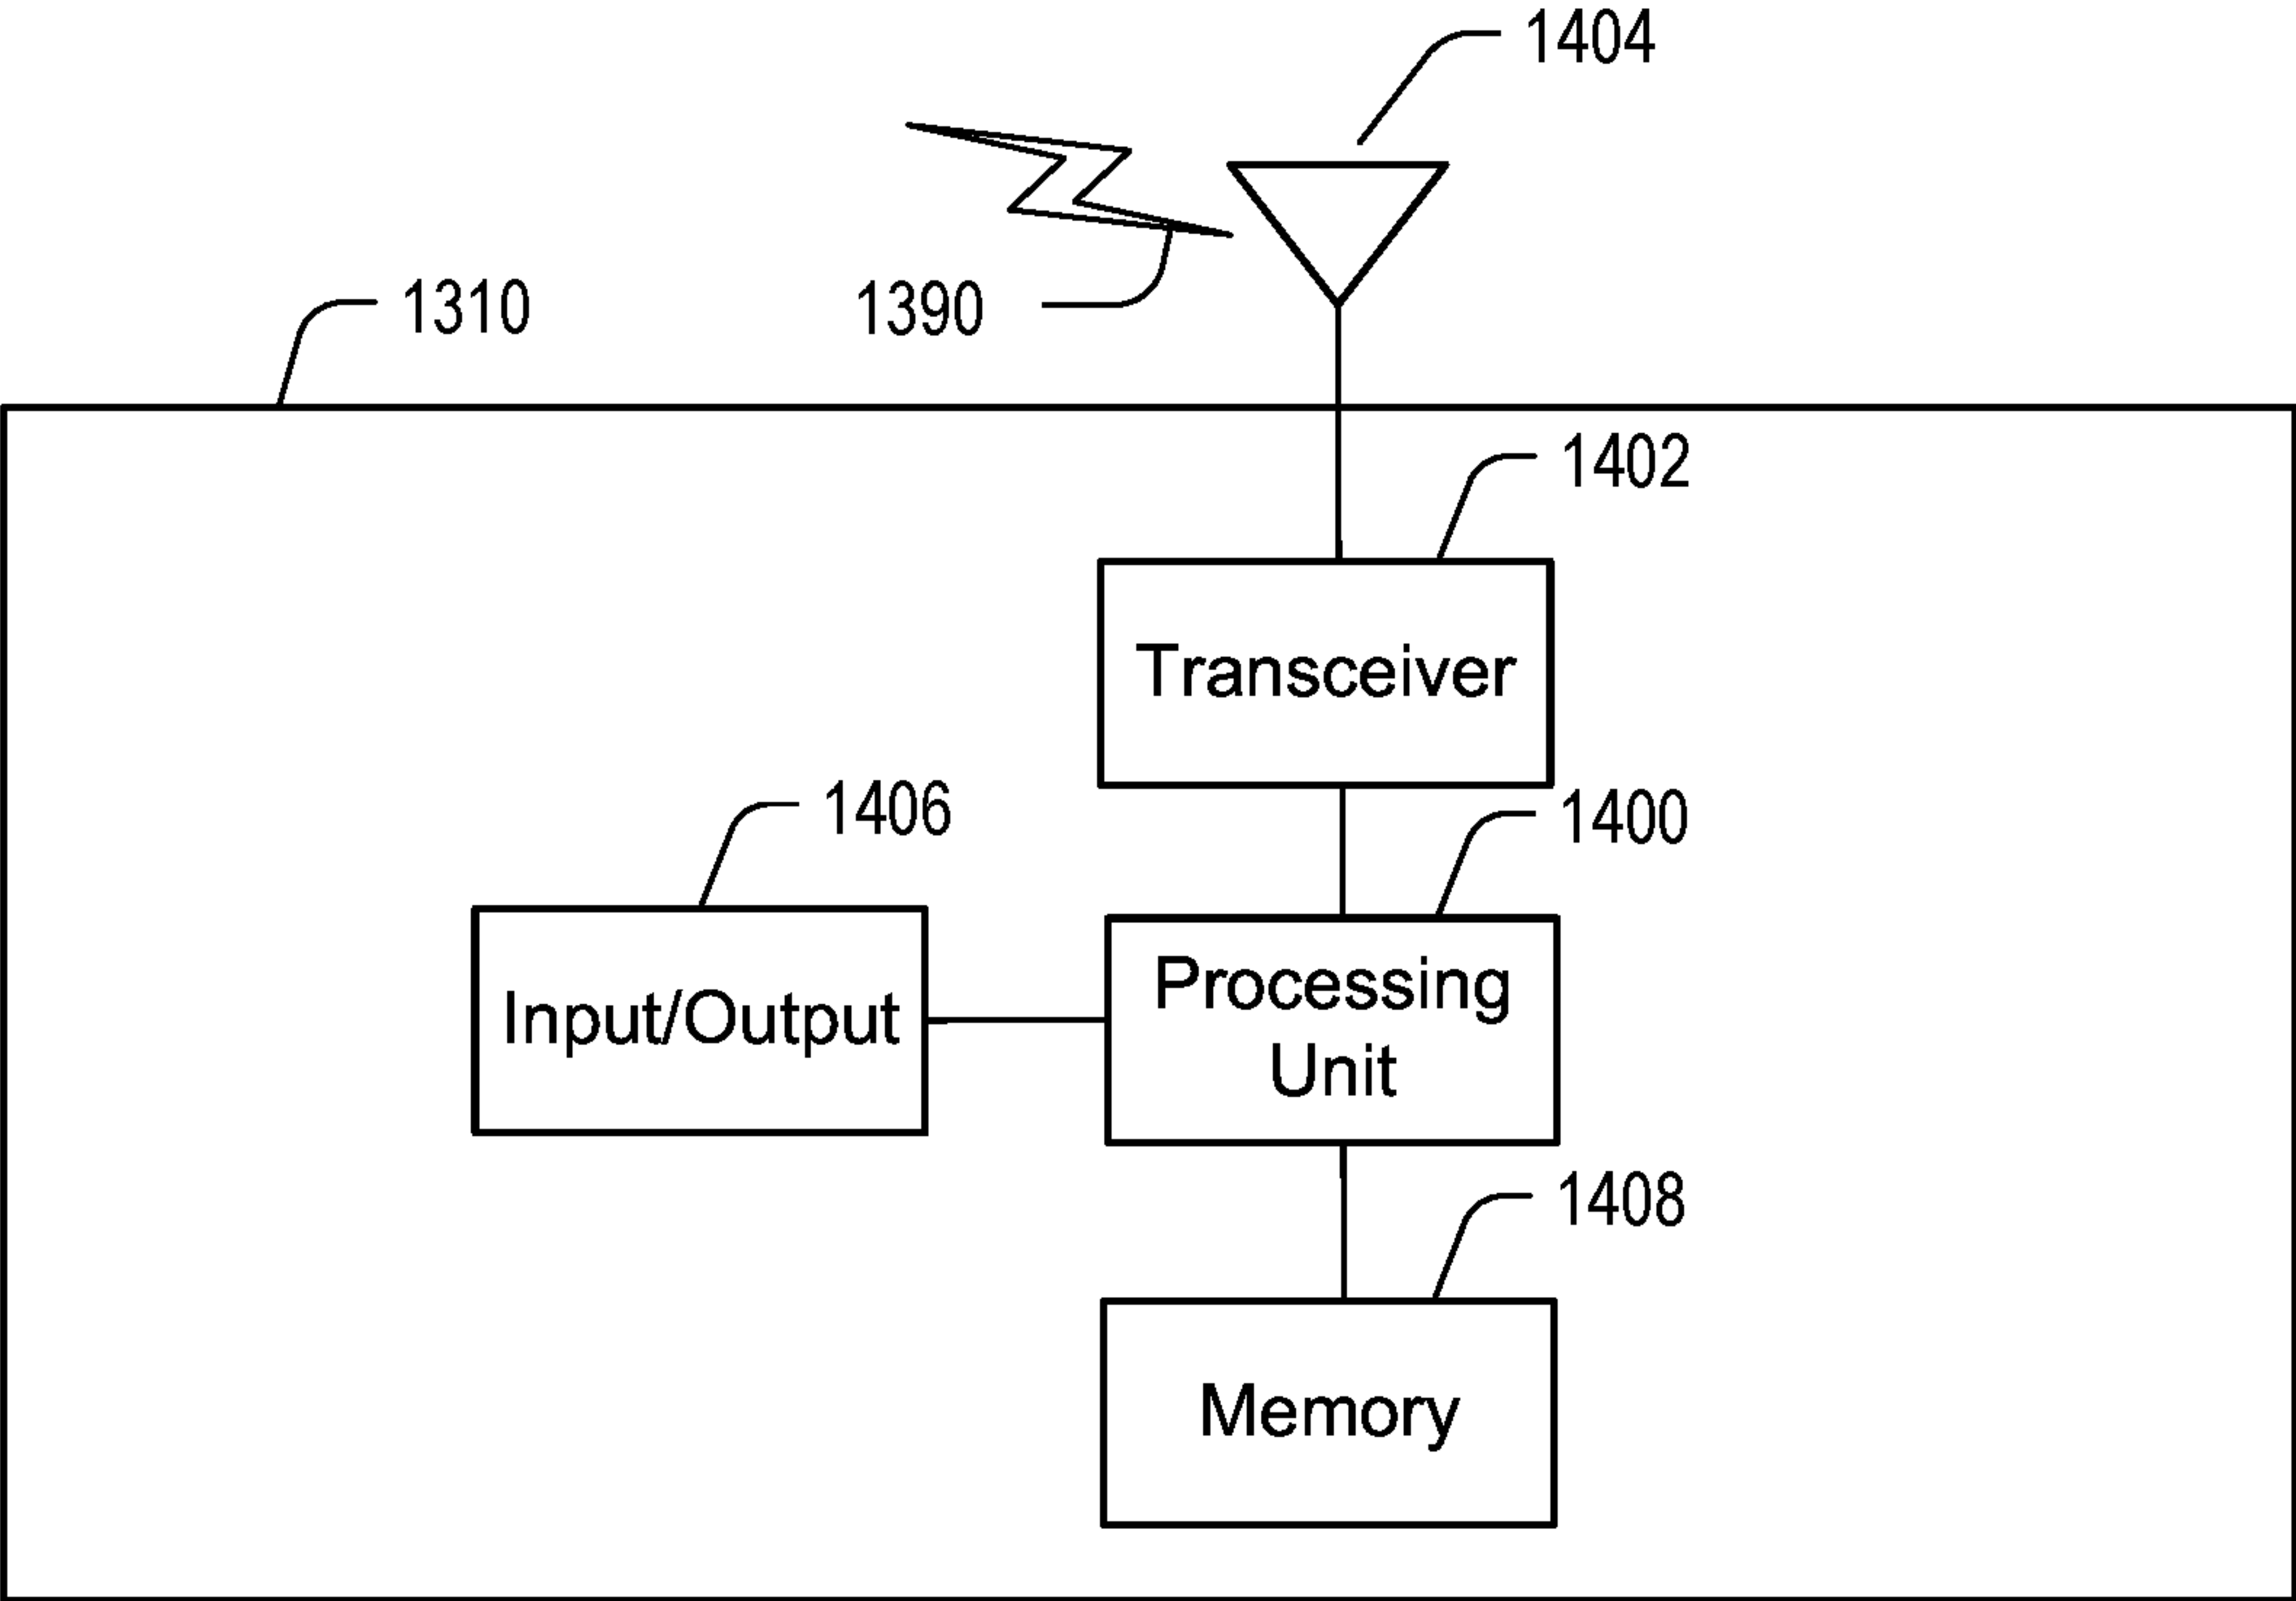 1404
1390
1310
1402
Transceiver
1406
1400
Input/Output
Processing
Unit
1408
Memory